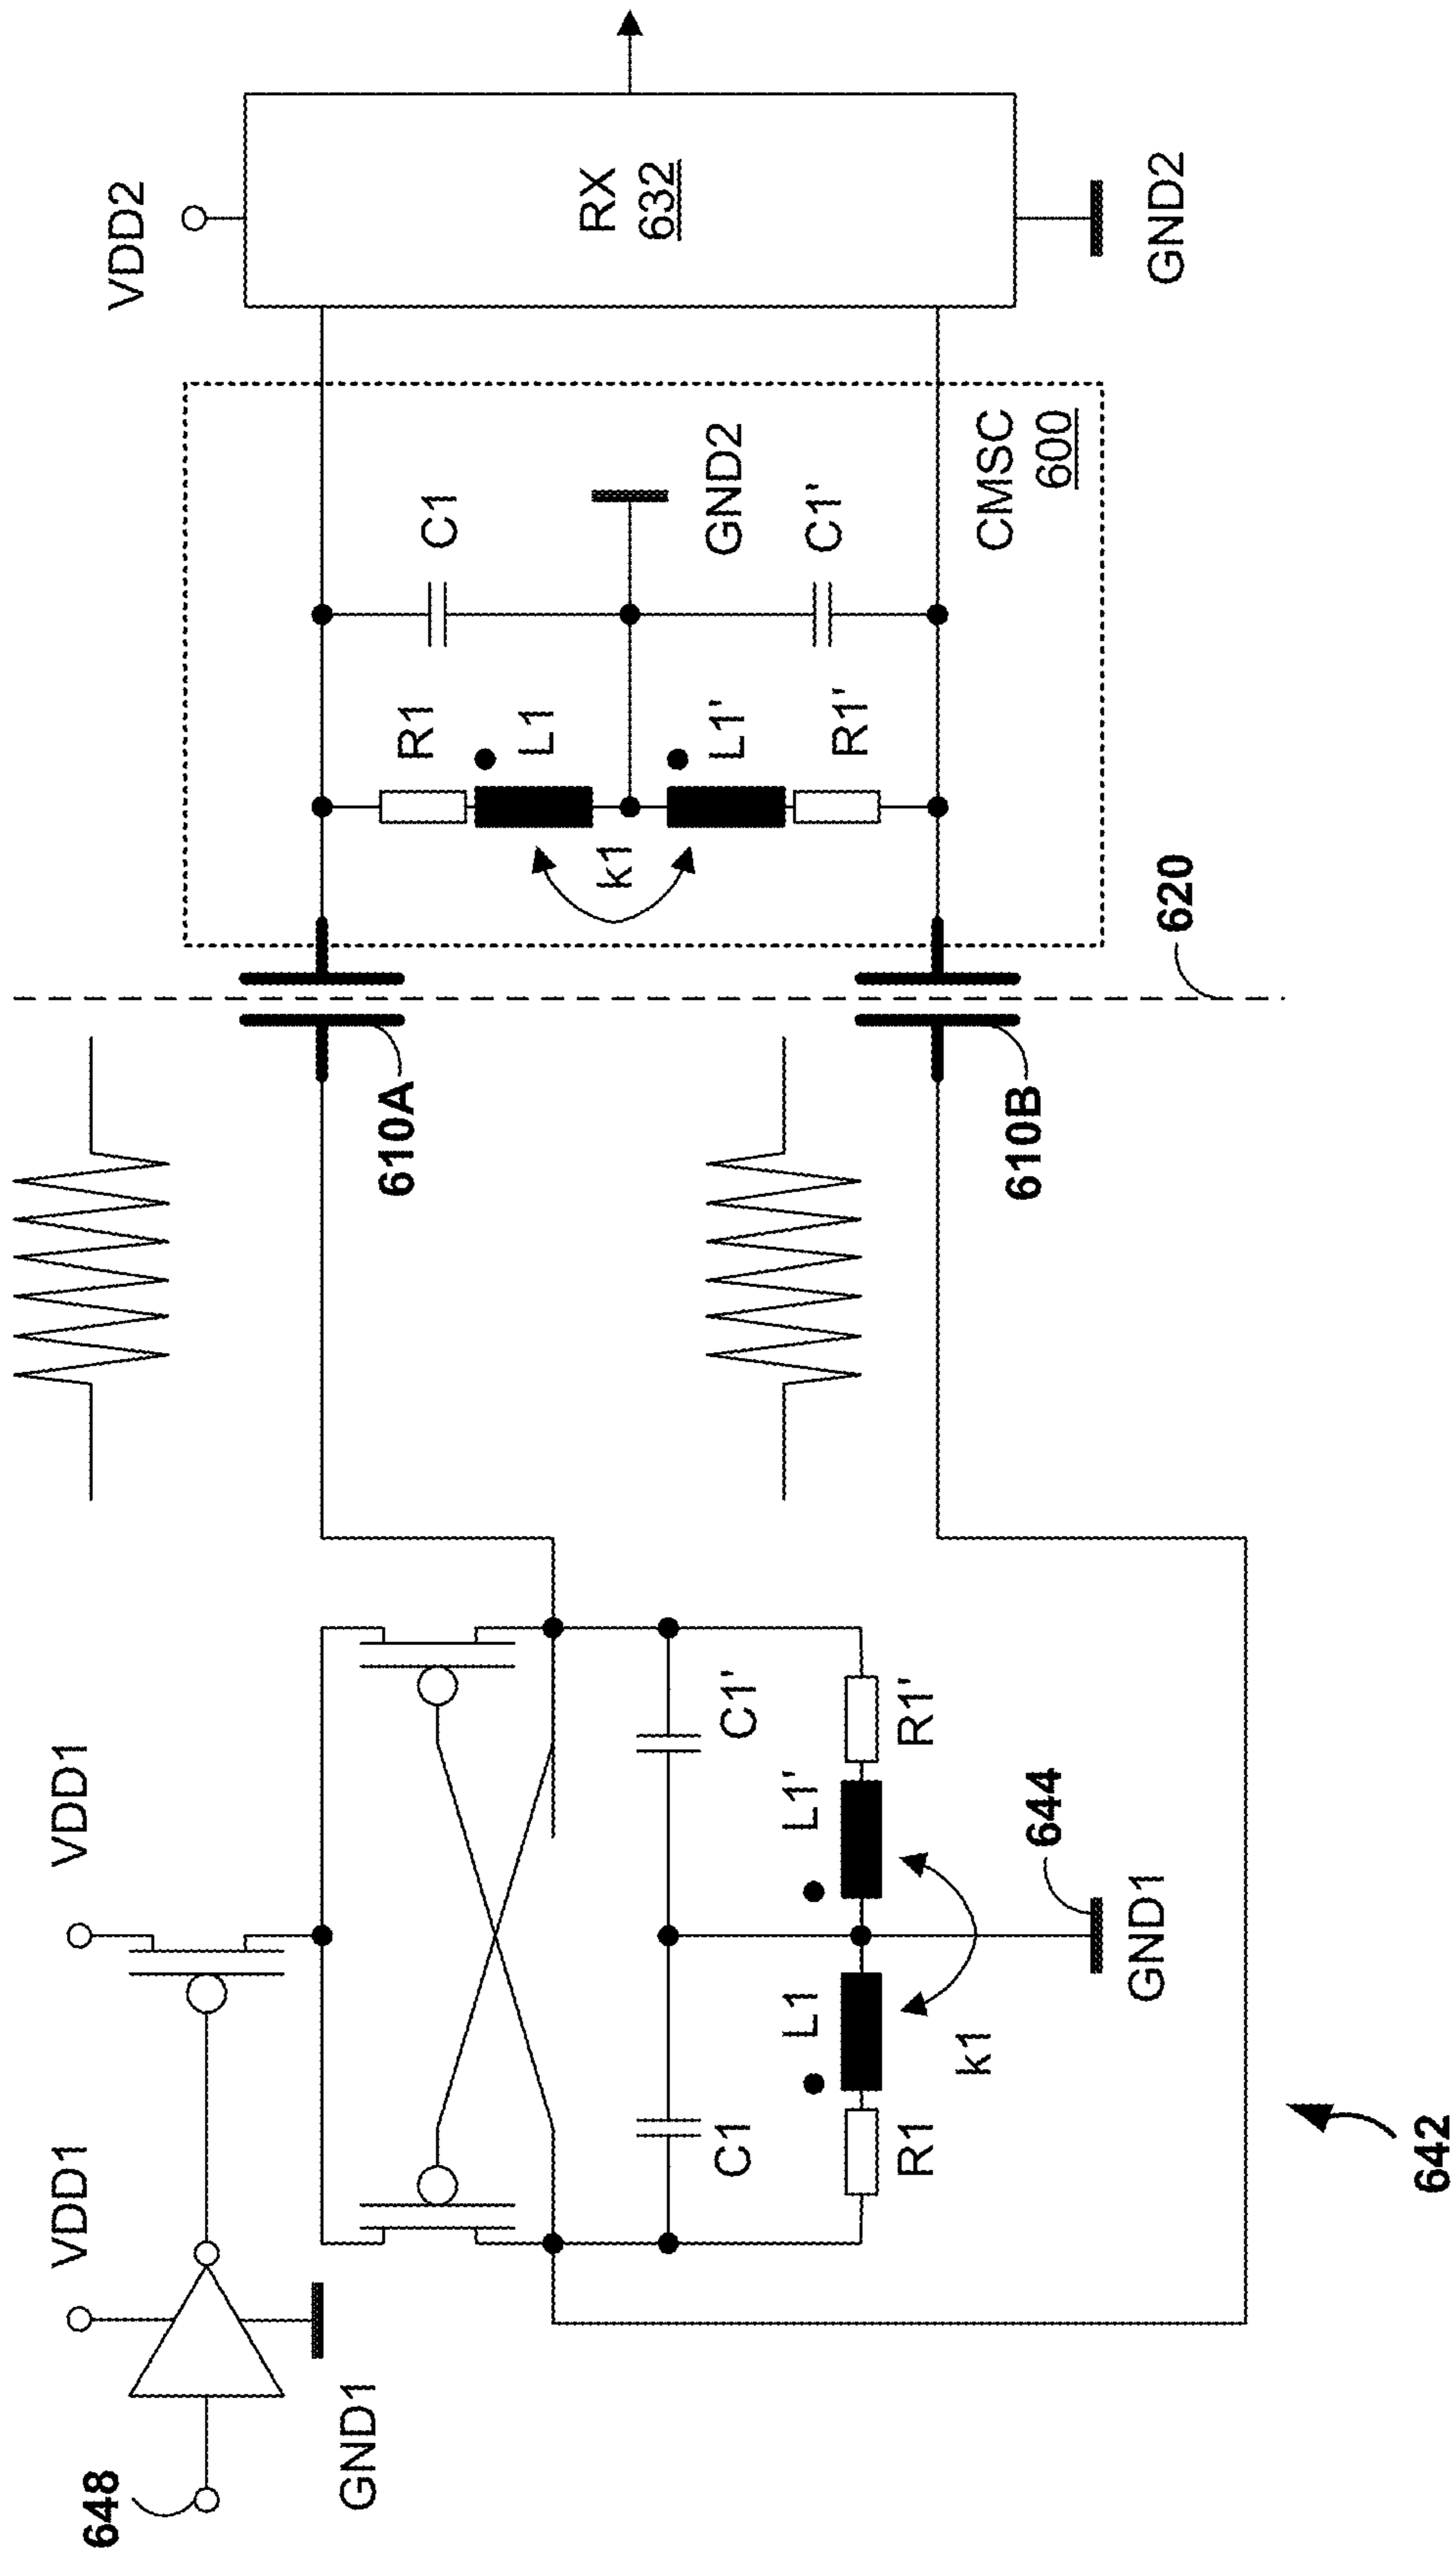 648
VDD1
GND1
VDD1
C1
C1'
R1
L1
L1'
R1'
k1
644
GND1
642
610A
610B
620
R1
L1
k1
L1'
R1'
C1
GND2
C1'
CMSC
600
VDD2
RX
632
GND2